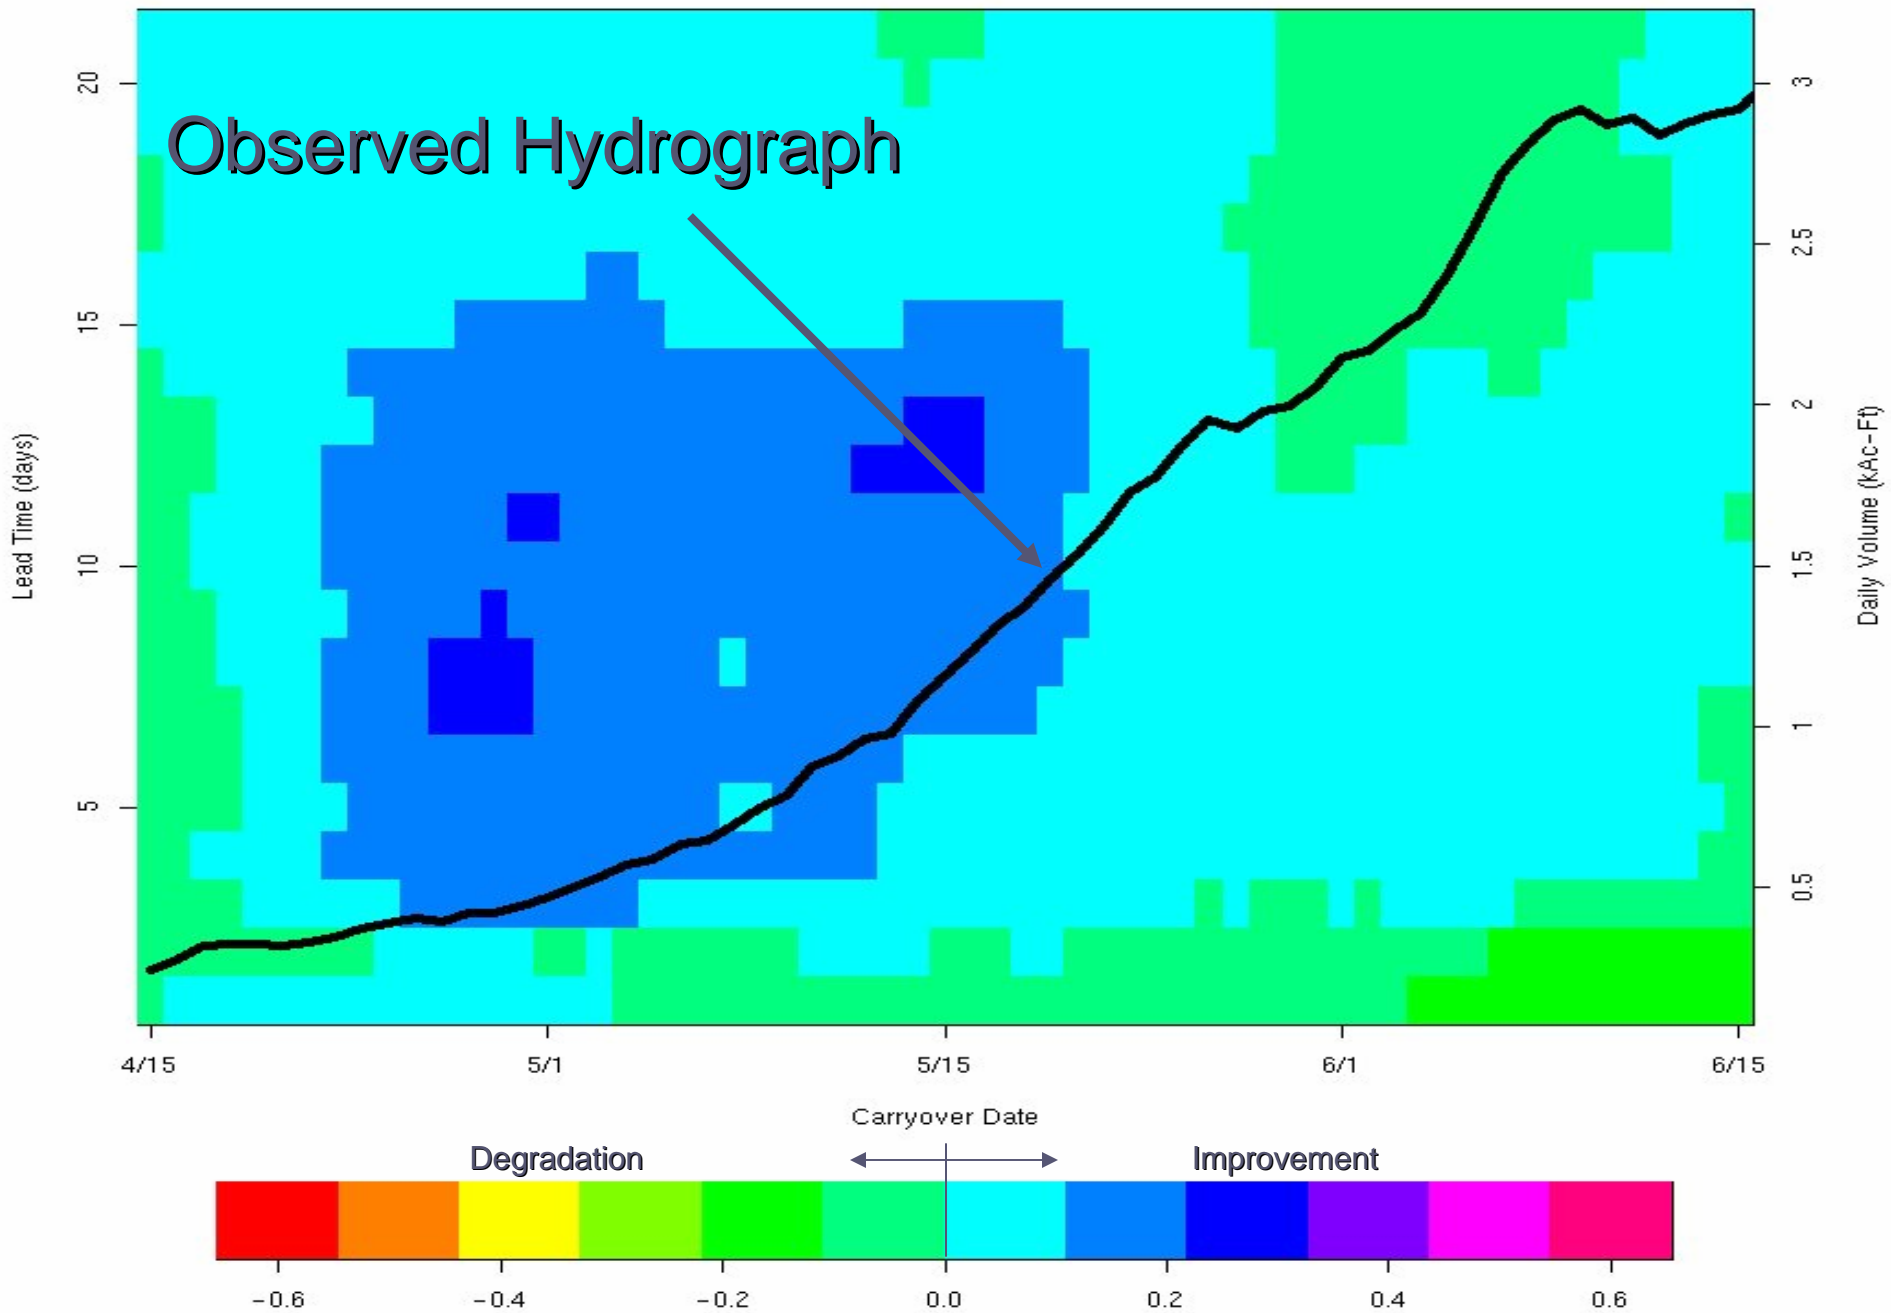 Observed Hydrograph
20
15
10
5
Lead Time (days)
3
2.5
2
1.5
1
0.5
Daily Volume (kAc-Ft)
4/15 5/1 5/15 6/1 6/15
Carryover Date
Degradation Improvement
-0.6 -0.4 -0.2 0.0 0.2 0.4 0.6